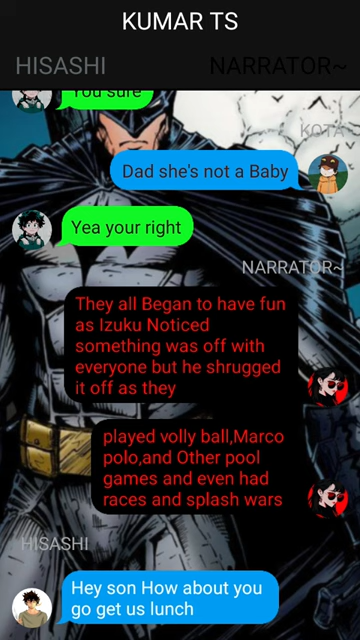 KUMAR TS
HISASHI
NARRATOR~
You sure
KOTA
Dad she's not a Baby
Yea your right
NARRATOR~
They all Began to have fun
as Izuku Noticed
something was off with
everyone but he shrugged
it off as they
played volly ball,Marco
polo,and Other pool
games and even had
races and splash wars
HISASHI
Hey son How about you
go get us lunch